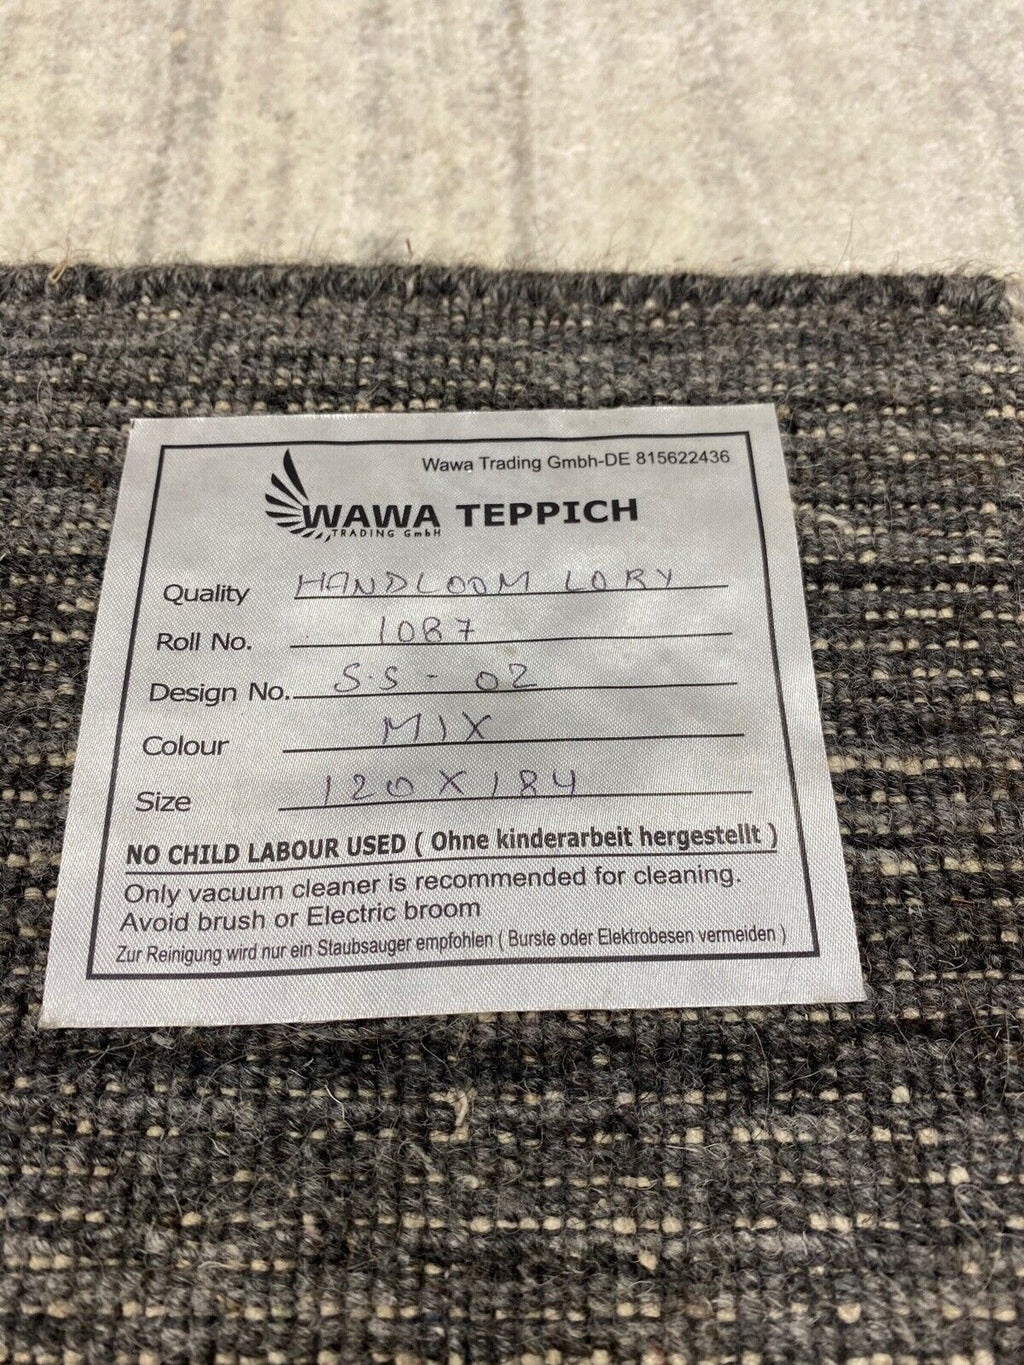 Wawa Trading Gmbh-DE 815622436
WAWA TEPPICH
TRADING GmbH
Quality HANDLOOM LORY
Roll No. 1087
Design No. S.S - 02
Colour MIX
Size 120 X 184
NO CHILD LABOUR USED ( Ohne kinderarbeit hergestellt )
Only vacuum cleaner is recommended for cleaning.
Avoid brush or Electric broom
Zur Reinigung wird nur ein Staubsauger empfohlen ( Burste oder Elektrobesen vermeiden )